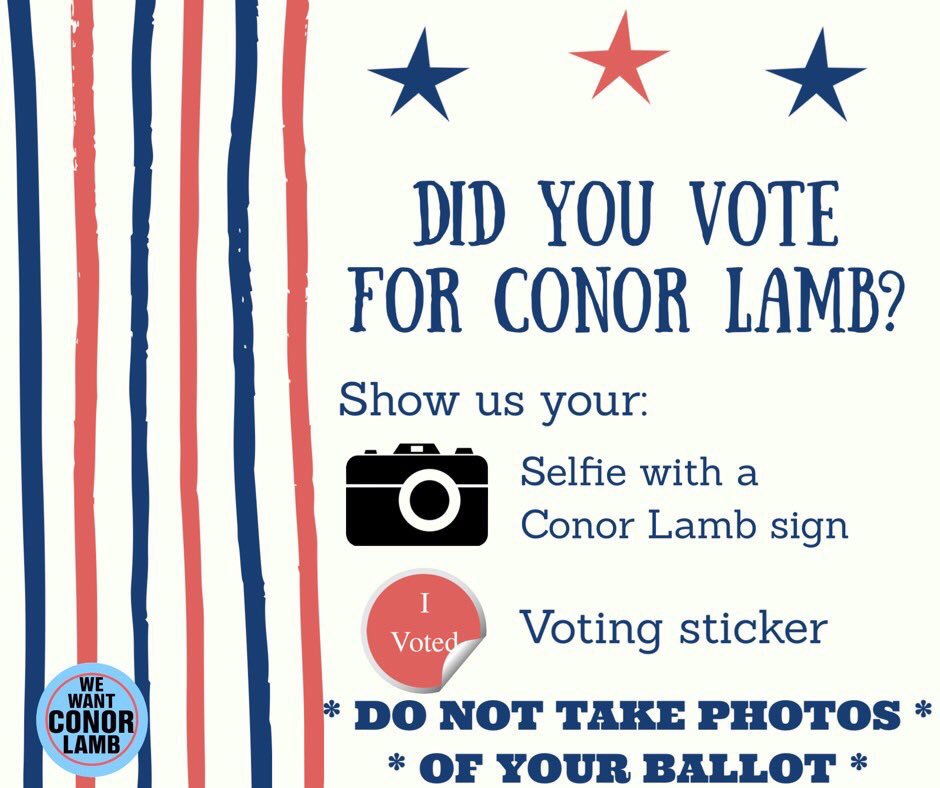 DID YOU VOTE
FOR CONOR LAMB?
Show us your:
Selfie with a
Conor Lamb sign
I
Voted
Voting sticker
* DO NOT TAKE PHOTOS *
* OF YOUR BALLOT *
WE
WANT
CONOR
LAMB